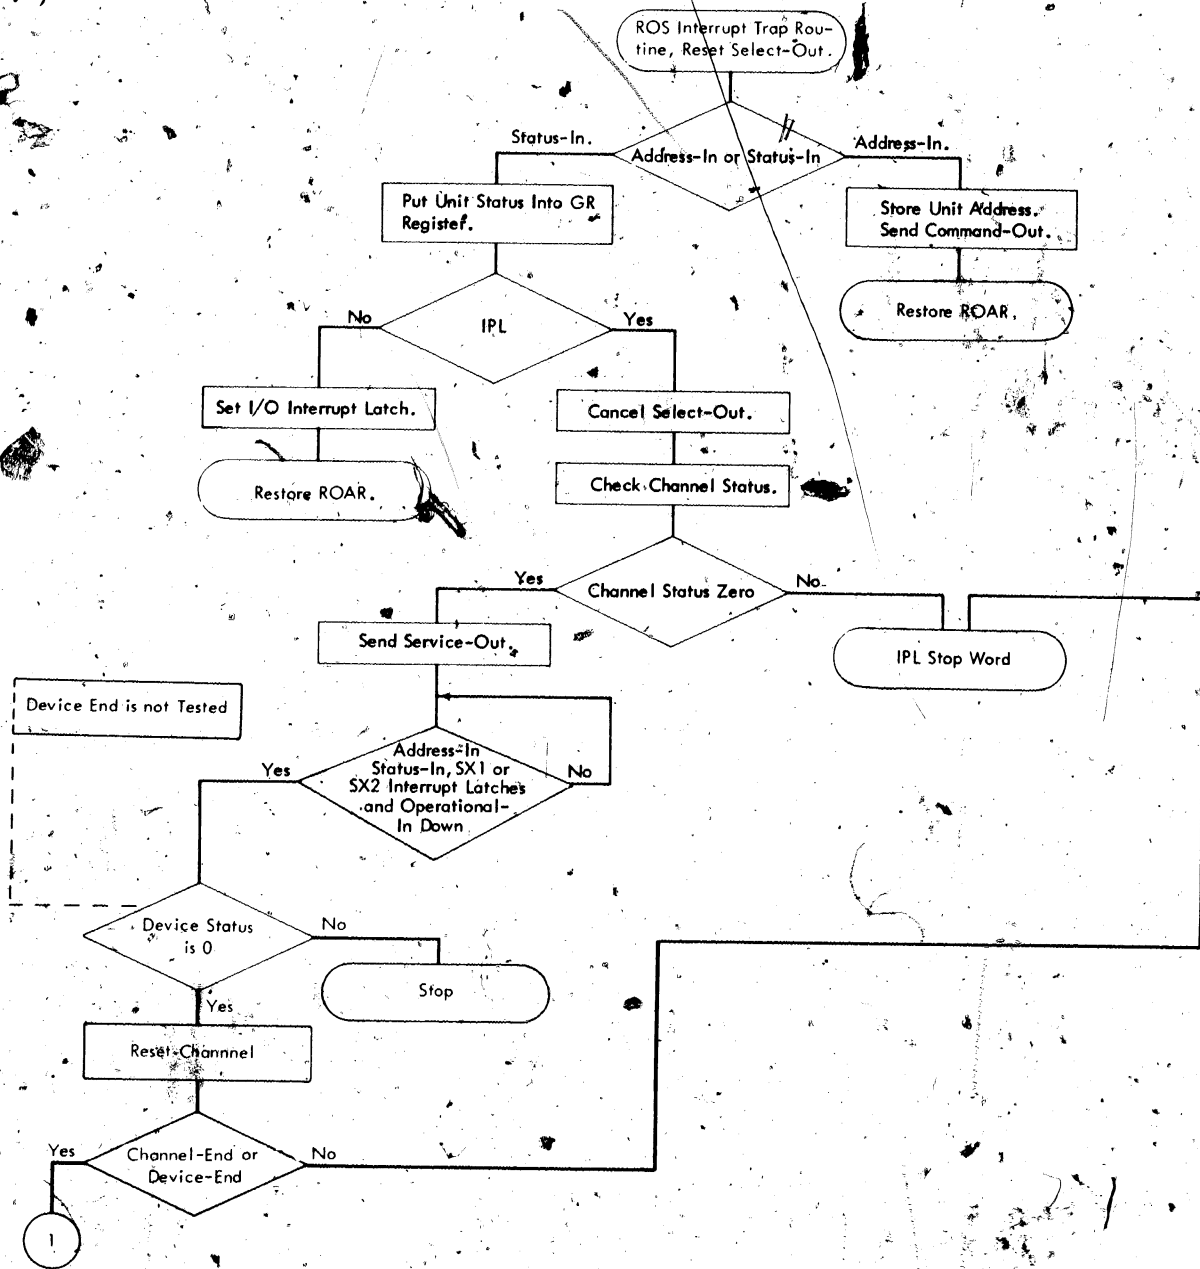 ROS Interrupt Trap Rou-
tine, Reset Select-Out.
Status-In.
Address-In or Status-In
Address-In.
Put Unit Status Into GR
Register.
Store Unit Address.
Send Command-Out.
Restore ROAR.
No
IPL
Yes
Set I/O Interrupt Latch.
Cancel Select-Out.
Restore ROAR.
Check Channel Status.
Yes
Channel Status Zero
No
Send Service-Out.
IPL Stop Word
Device End is not Tested
Yes
Address-In
Status-In, SX1 or
SX2 Interrupt Latches
and Operational-
In Down
No
Device Status
is 0
No
Stop
Yes
Reset Channnel
Yes
Channel-End or
Device-End
No
1